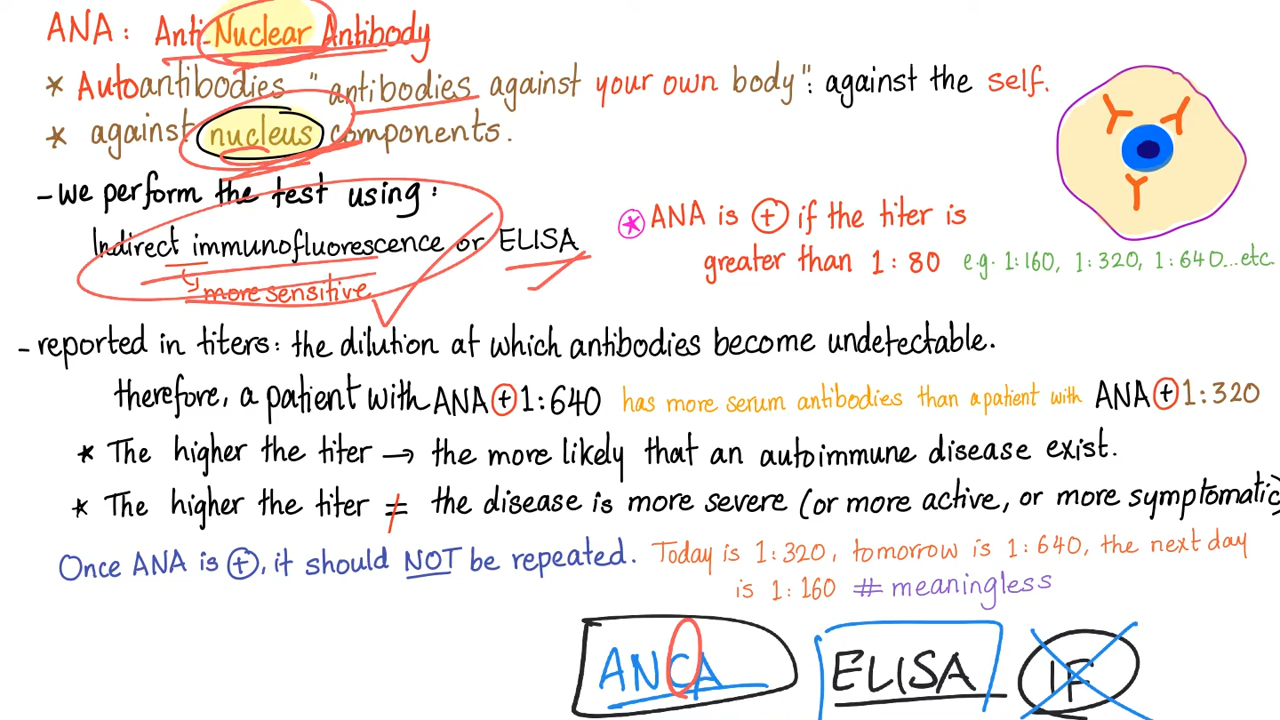 ANA: Anti-Nuclear Antibody
* Autoantibodies "antibodies against your own body": against the self.
* against nucleus components.
- we perform the test using:
Indirect immunofluorescence or ELISA
more sensitive
* ANA is + if the titer is
greater than 1:80 e.g. 1:160, 1:320, 1:640...etc.
- reported in titers: the dilution at which antibodies become undetectable.
therefore, a patient with ANA + 1:640 has more serum antibodies than a patient with ANA + 1:320
* The higher the titer → the more likely that an autoimmune disease exist.
* The higher the titer ≠ the disease is more severe (or more active, or more symptomatic)
Once ANA is +, it should NOT be repeated. Today is 1:320, tomorrow is 1:640, the next day
is 1:160 # meaningless
ANCA ELISA IF